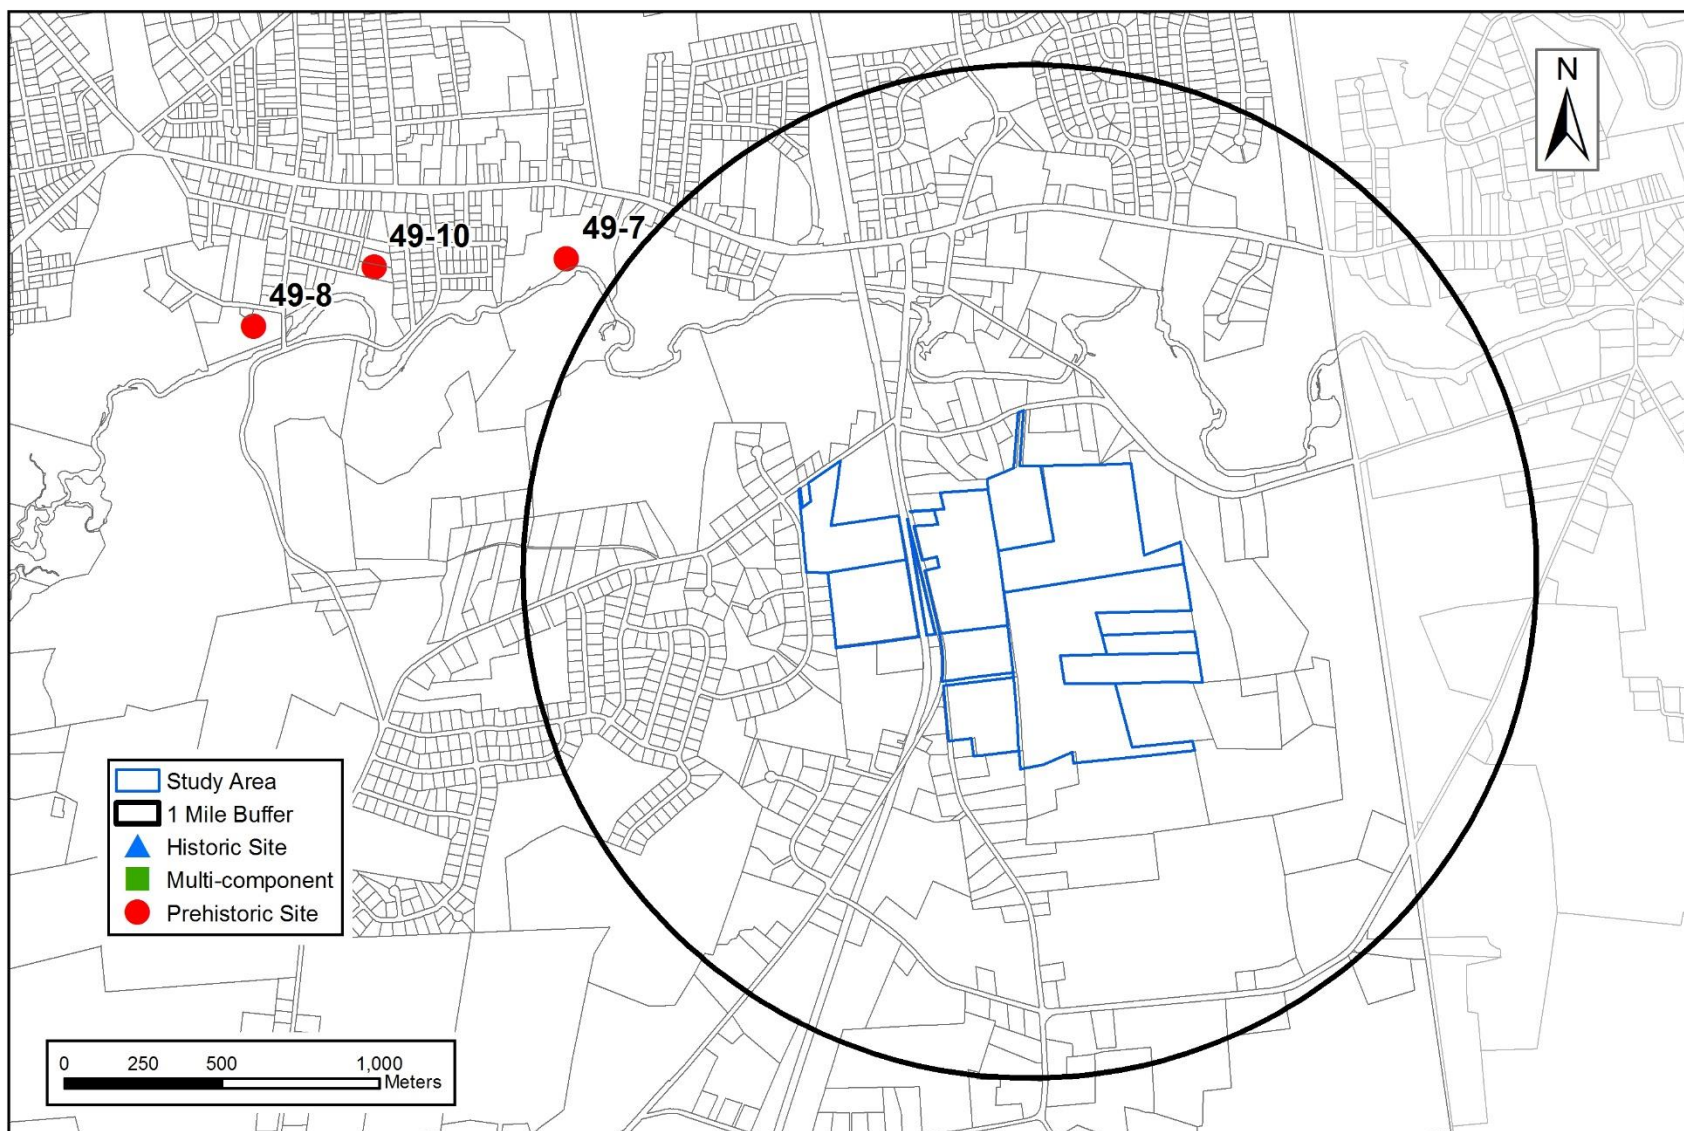 N
49-7
49-10
49-8
Study Area
1 Mile Buffer
Historic Site
Multi-component
Prehistoric Site
0 250 500 1,000
Meters